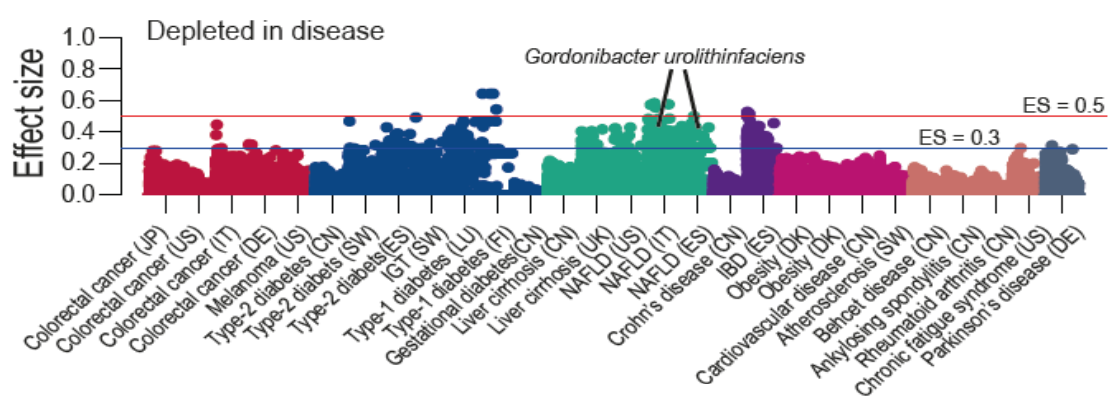 Depleted in disease
Effect size
1.0
0.8
0.6
0.4
0.2
0.0
Gordonibacter urolithinfaciens
ES = 0.5
ES = 0.3
Colorectal cancer (JP)
Colorectal cancer (US)
Colorectal cancer (IT)
Colorectal cancer (DE)
Melanoma (US)
Type-2 diabetes (CN)
Type-2 diabets (SW)
Type-2 diabetes(ES)
IGT (SW)
Type-1 diabetes (LU)
Type-1 diabetes (FI)
Gestational diabetes(CN)
Liver cirrhosis (CN)
Liver cirrhosis (UK)
NAFLD (US)
NAFLD (IT)
NAFLD (ES)
Crohn's disease (CN)
IBD (ES)
Obesity (DK)
Obesity (DK)
Cardiovascular disease (CN)
Atherosclerosis (SW)
Behcet disease (CN)
Ankylosing spondylitis (CN)
Rheumatoid arthritis (CN)
Chronic fatigue syndrome (US)
Parkinson's disease (DE)